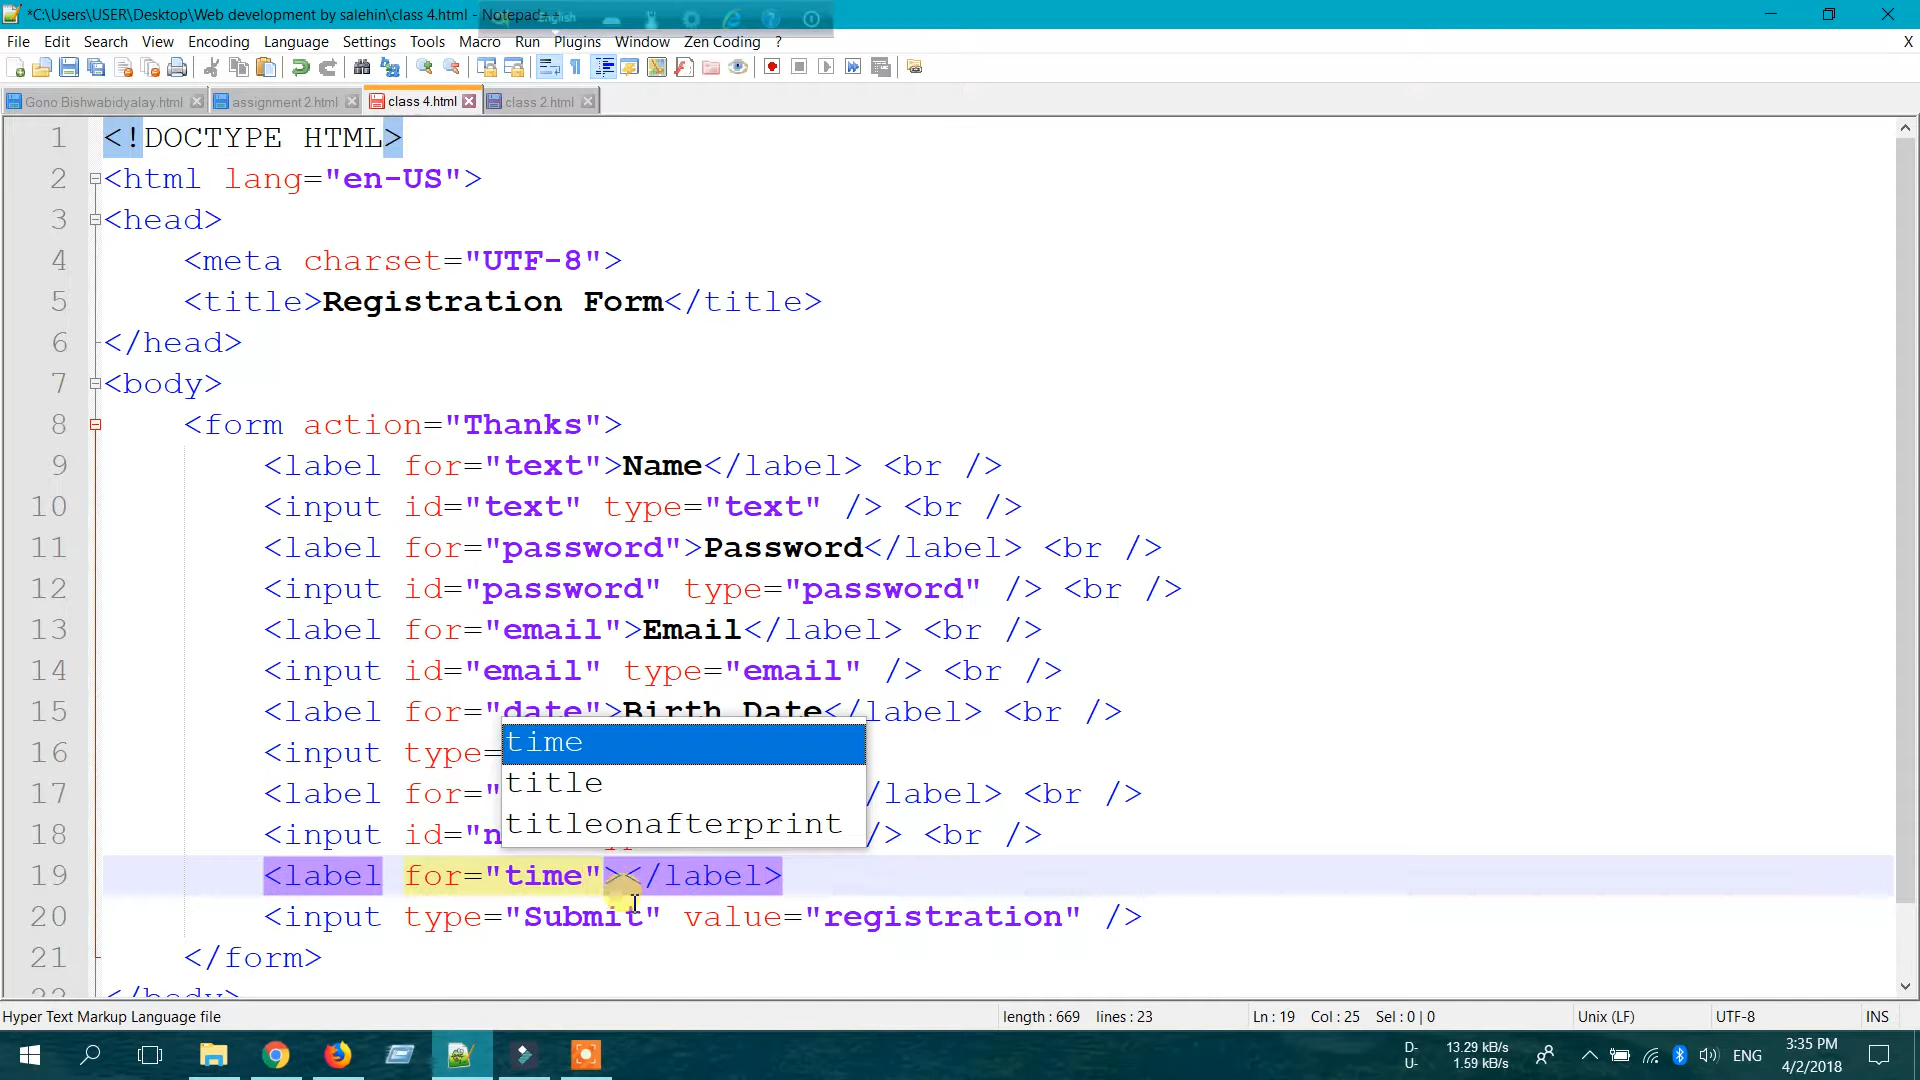 *C:\Users\USER\Desktop\Web development by salehin\class 4.html - Notepad++
English
File Edit Search View Encoding Language Settings Tools Macro Run Plugins Window Zen Coding ? X
Gono Bishwabidyalay.html assignment 2.html class 4.html class 2.html
1 <!DOCTYPE HTML>
2 <html lang="en-US">
3 <head>
4 <meta charset="UTF-8">
5 <title>Registration Form</title>
6 </head>
7 <body>
8 <form action="Thanks">
9 <label for="text">Name</label> <br />
10 <input id="text" type="text" /> <br />
11 <label for="password">Password</label> <br />
12 <input id="password" type="password" /> <br />
13 <label for="email">Email</label> <br />
14 <input id="email" type="email" /> <br />
15 <label for="date">Birth Date</label> <br />
16 <input type=
time
17 <label for=" /label> <br />
title
18 <input id="n /> <br />
titleonafterprint
19 <label for="time"></label>
20 <input type="Submit" value="registration" />
21 </form>
22 </body>
Hyper Text Markup Language file length : 669 lines : 23 Ln : 19 Col : 25 Sel : 0 | 0 Unix (LF) UTF-8 INS
D- 13.29 kB/s
U- 1.59 kB/s
ENG
3:35 PM
4/2/2018